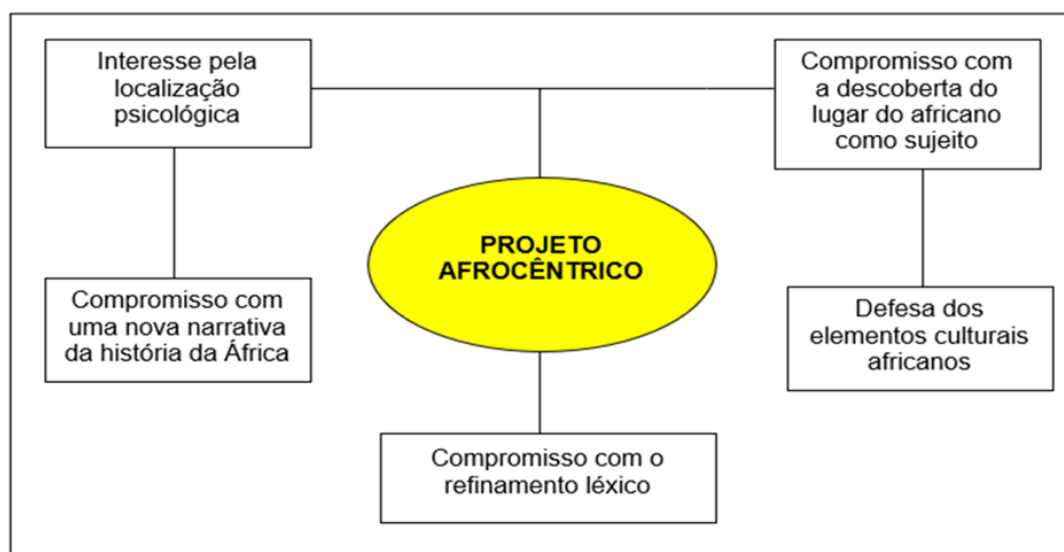 Interesse pela
localização
psicológica
Compromisso com
a descoberta do
lugar do africano
como sujeito
PROJETO
AFROCÊNTRICO
Compromisso com
uma nova narrativa
da história da África
Defesa dos
elementos culturais
africanos
Compromisso com o
refinamento léxico